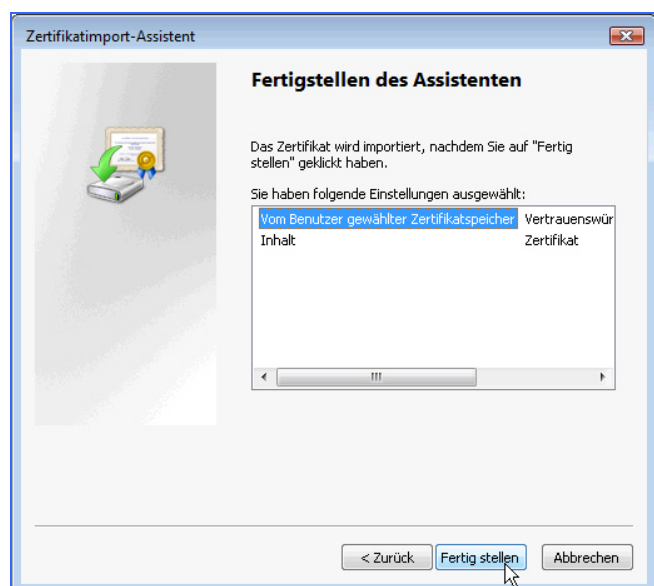 Zertifikatimport-Assistent
Fertigstellen des Assistenten
Das Zertifikat wird importiert, nachdem Sie auf "Fertig
stellen" geklickt haben.
Sie haben folgende Einstellungen ausgewählt:
Vom Benutzer gewählter Zertifikatspeicher Vertrauenswür
Inhalt Zertifikat
< Zurück Fertig stellen Abbrechen